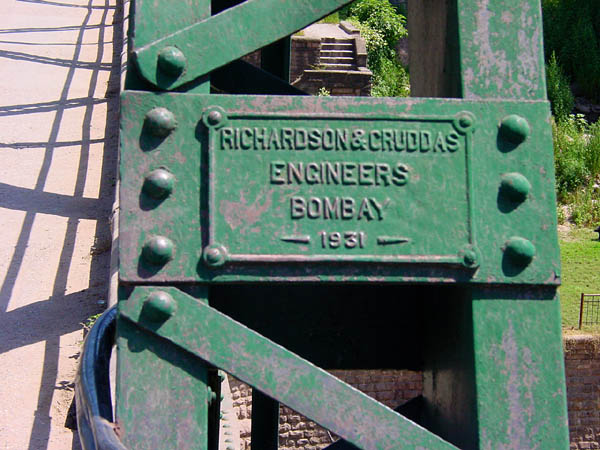 RICHARDSON & CRUDDAS
ENGINEERS
BOMBAY
1931